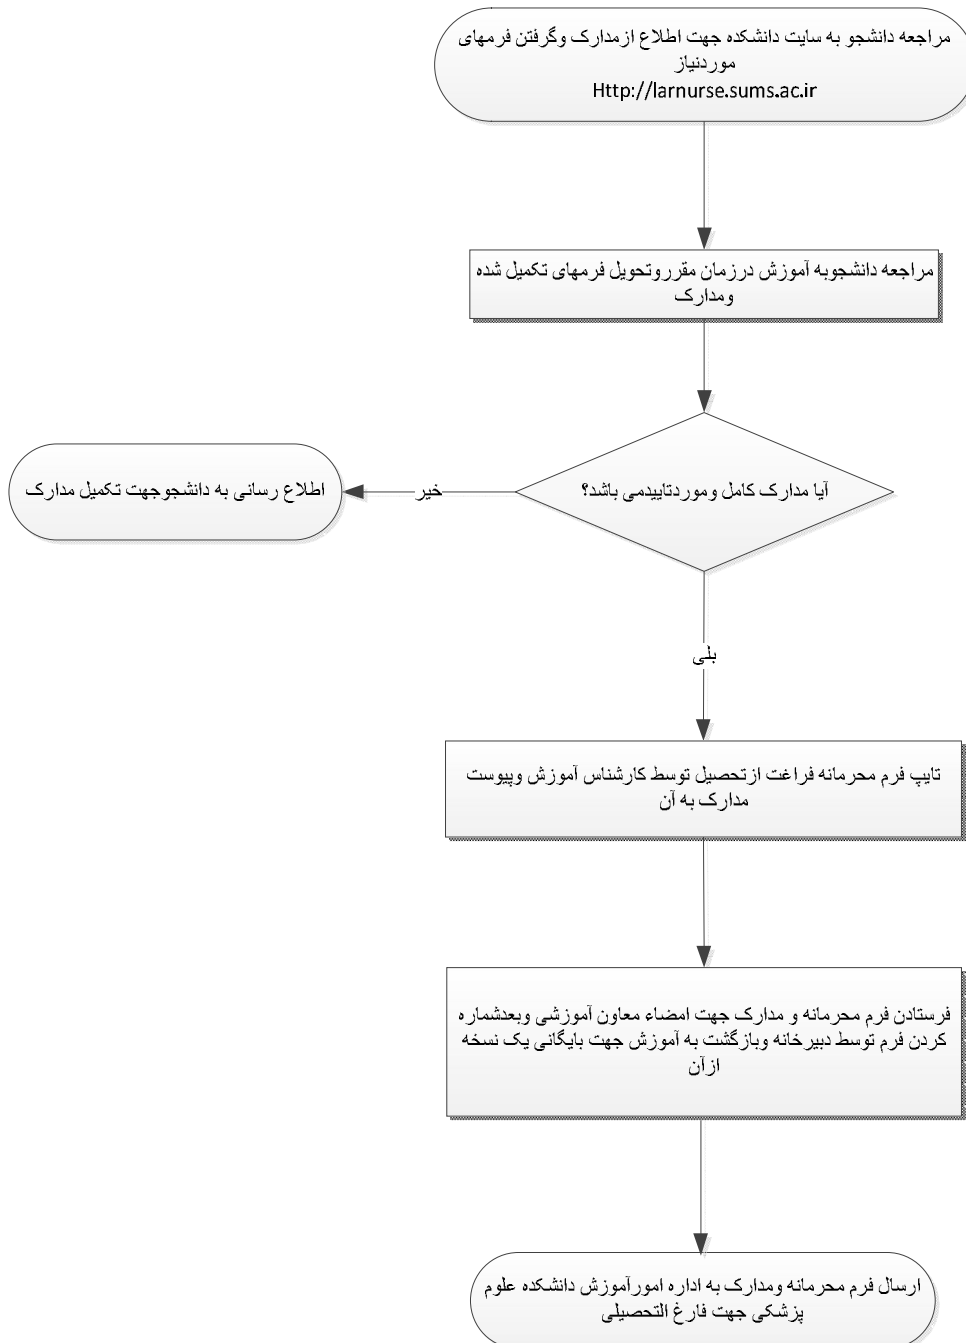 مراجعه دانشجو به سایت دانشکده جهت اطلاع ازمدارک وگرفتن فرمهای
موردنیاز
Http://larnurse.sums.ac.ir
مراجعه دانشجوبه آموزش درزمان مقرروتحویل فرمهای تکمیل شده
ومدارک
آیا مدارک کامل وموردتاییدمی باشد؟
خیر
اطلاع رسانی به دانشجوجهت تکمیل مدارک
بلی
تایپ فرم محرمانه فراغت ازتحصیل توسط کارشناس آموزش وپیوست
مدارک به آن
فرستادن فرم محرمانه و مدارک جهت امضاء معاون آموزشی وبعدشماره
کردن فرم توسط دبیرخانه وبازگشت به آموزش جهت بایگانی یک نسخه
ازآن
ارسال فرم محرمانه ومدارک به اداره امورآموزش دانشکده علوم
پزشکی جهت فارغ التحصیلی